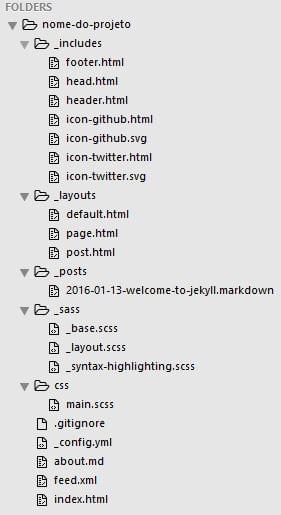 FOLDERS
nome-do-projeto
_includes
footer.html
head.html
header.html
icon-github.html
icon-github.svg
icon-twitter.html
icon-twitter.svg
_layouts
default.html
page.html
post.html
_posts
2016-01-13-welcome-to-jekyll.markdown
_sass
_base.scss
_layout.scss
_syntax-highlighting.scss
css
main.scss
.gitignore
_config.yml
about.md
feed.xml
index.html